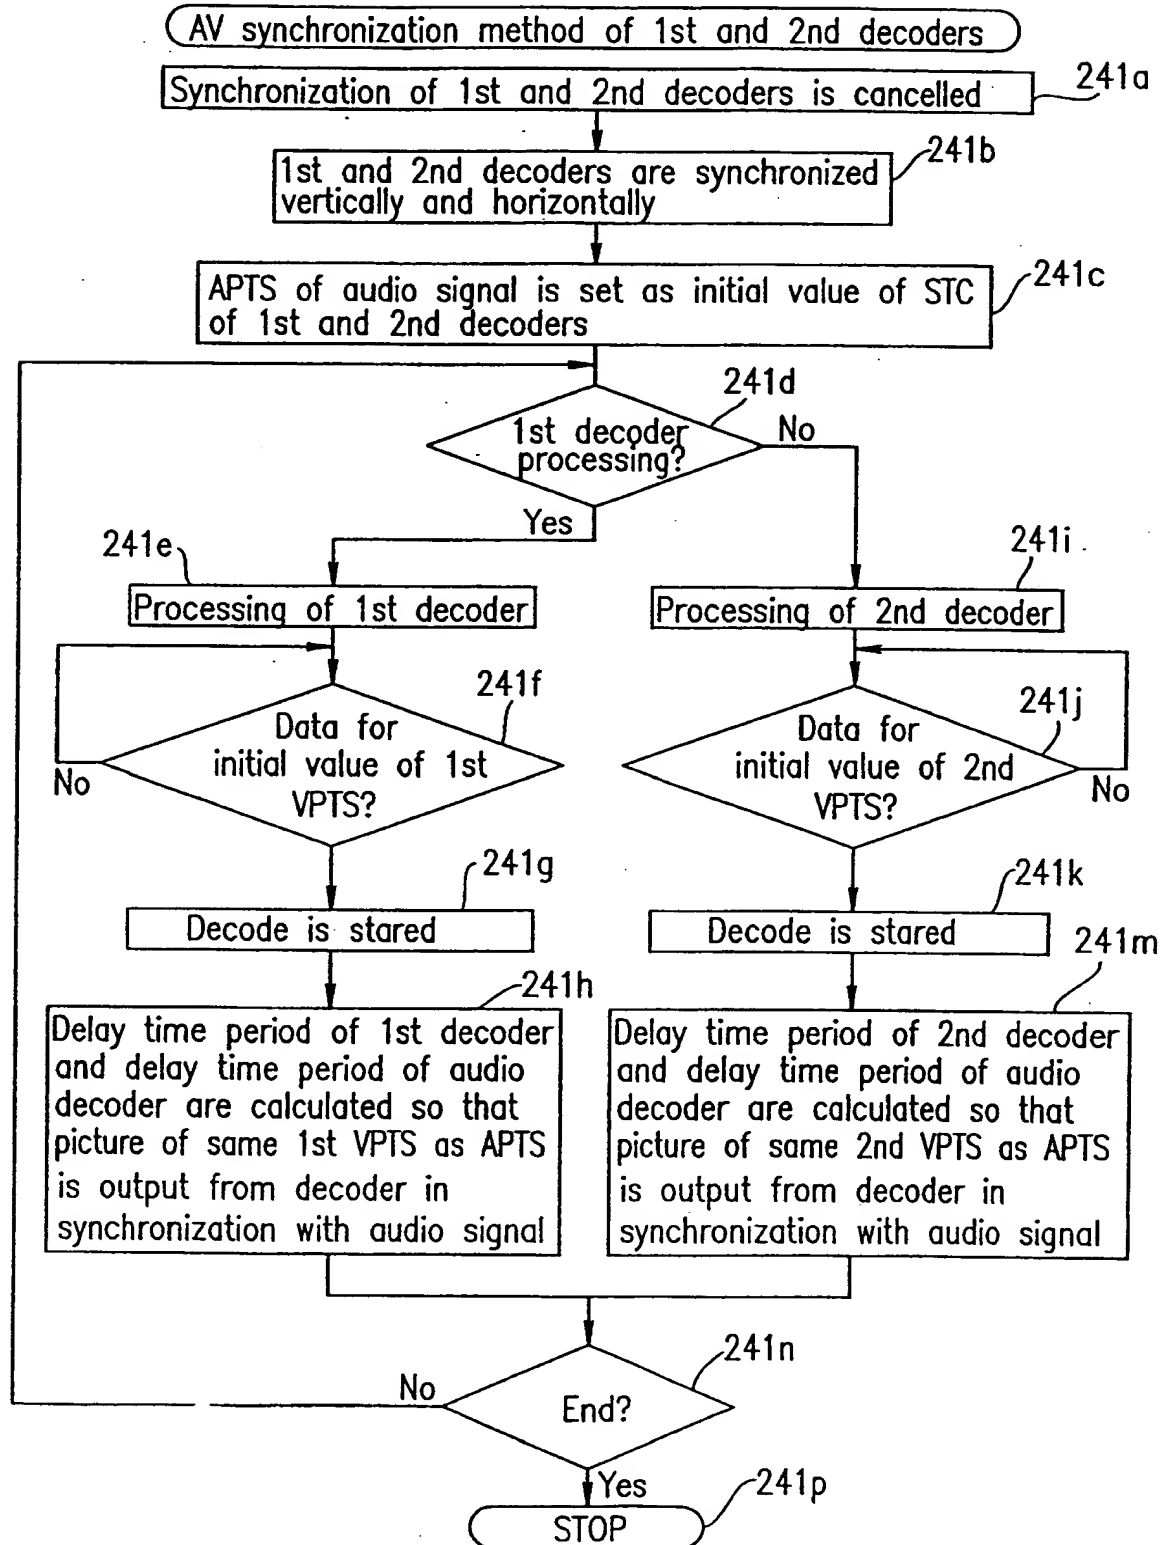 AV synchronization method of 1st and 2nd decoders
Synchronization of 1st and 2nd decoders is cancelled
241a
1st and 2nd decoders are synchronized
vertically and horizontally
241b
APTS of audio signal is set as initial value of STC
of 1st and 2nd decoders
241c
241d
1st decoder
processing?
No
Yes
241e
Processing of 1st decoder
241i
Processing of 2nd decoder
241f
Data for
initial value of 1st
VPTS?
No
241j
Data for
initial value of 2nd
VPTS?
No
241g
Decode is stared
241k
Decode is stared
241h
Delay time period of 1st decoder
and delay time period of audio
decoder are calculated so that
picture of same 1st VPTS as APTS
is output from decoder in
synchronization with audio signal
241m
Delay time period of 2nd decoder
and delay time period of audio
decoder are calculated so that
picture of same 2nd VPTS as APTS
is output from decoder in
synchronization with audio signal
241n
No
End?
Yes
241p
STOP